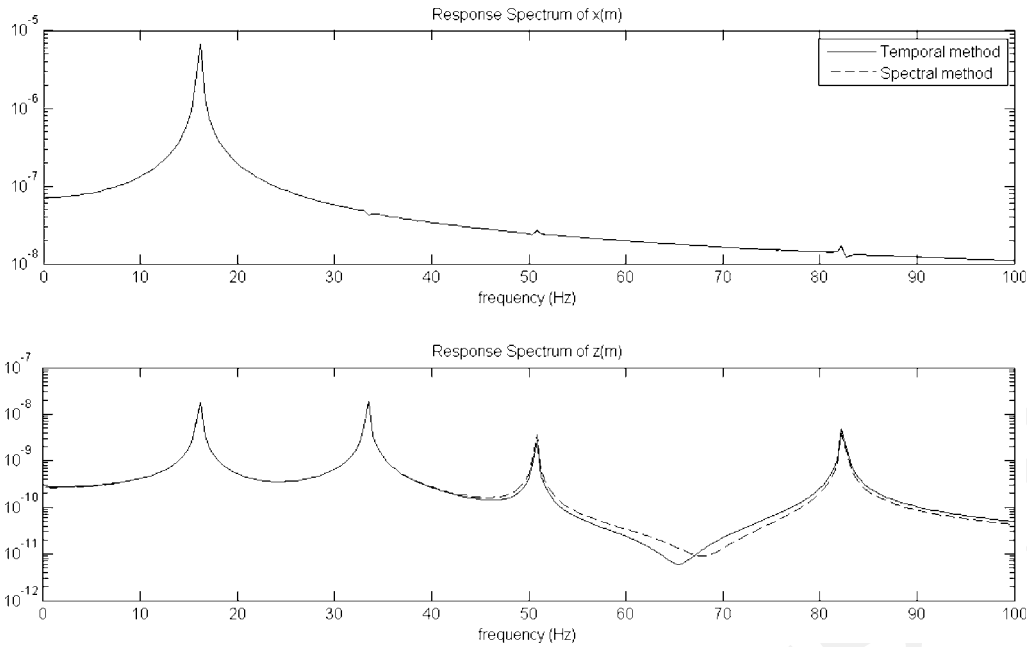 Response Spectrum of x(m)
10^-5
10^-6
10^-7
10^-8
Temporal method
Spectral method
0 10 20 30 40 50 60 70 80 90 100
frequency (Hz)
Response Spectrum of z(m)
10^-7
10^-8
10^-9
10^-10
10^-11
10^-12
0 10 20 30 40 50 60 70 80 90 100
frequency (Hz)